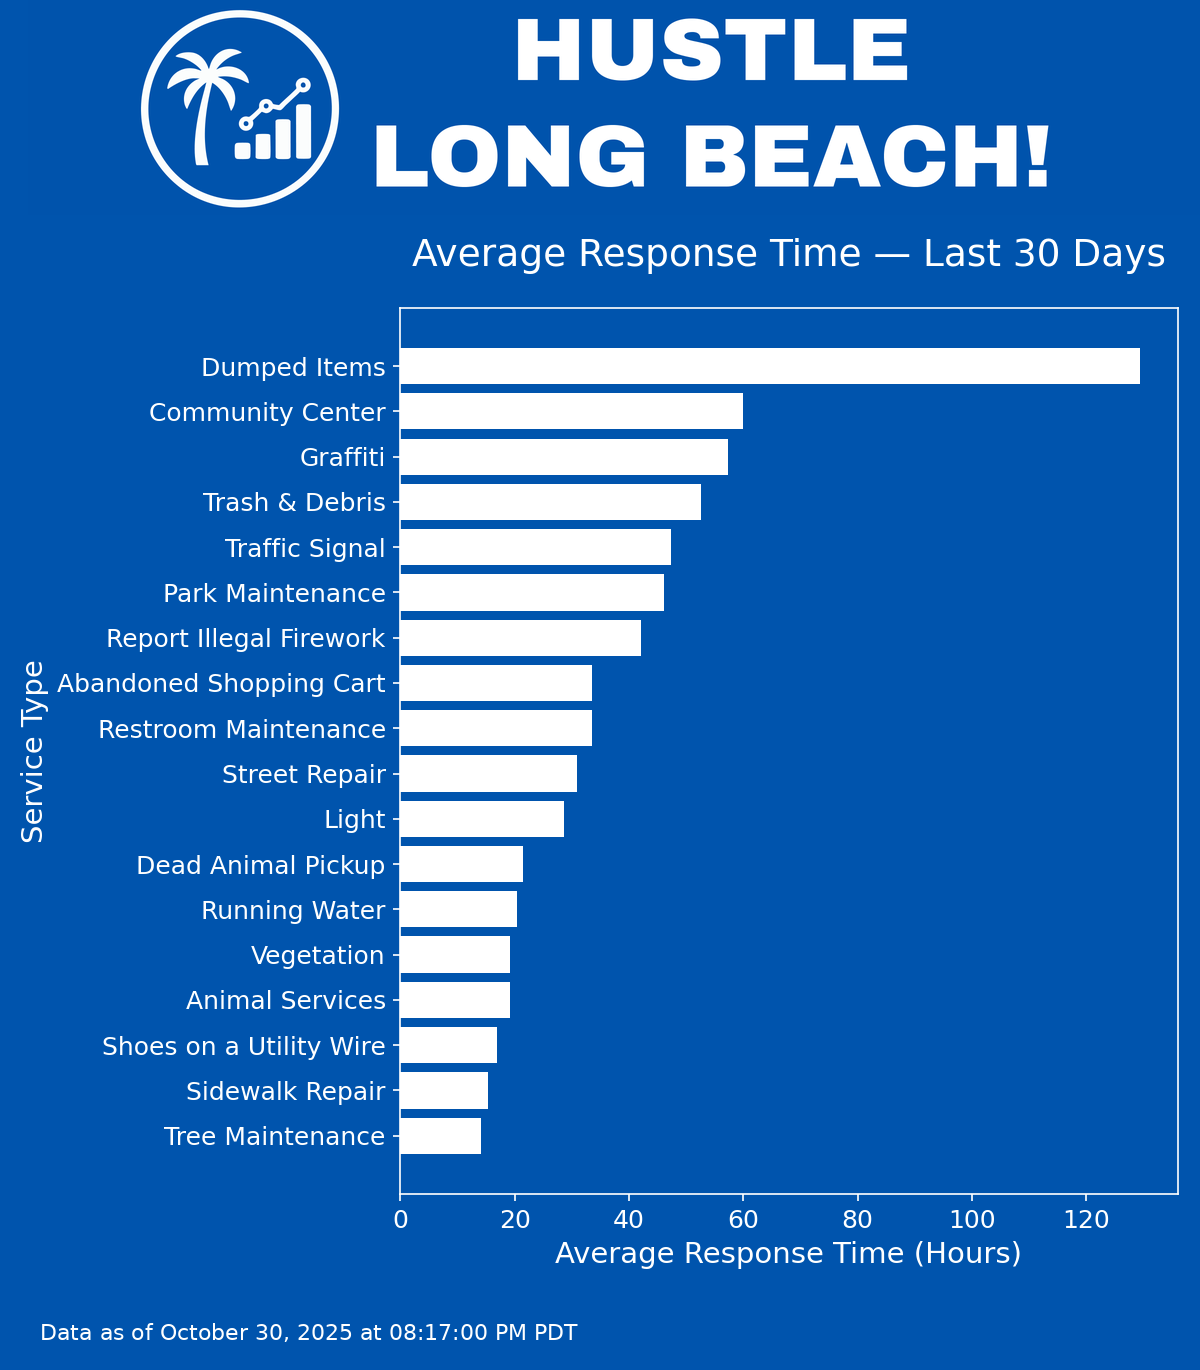 HUSTLE
LONG BEACH!
Average Response Time — Last 30 Days
Service Type
Dumped Items
Community Center
Graffiti
Trash & Debris
Traffic Signal
Park Maintenance
Report Illegal Firework
Abandoned Shopping Cart
Restroom Maintenance
Street Repair
Light
Dead Animal Pickup
Running Water
Vegetation
Animal Services
Shoes on a Utility Wire
Sidewalk Repair
Tree Maintenance
0 20 40 60 80 100 120
Average Response Time (Hours)
Data as of October 30, 2025 at 08:17:00 PM PDT